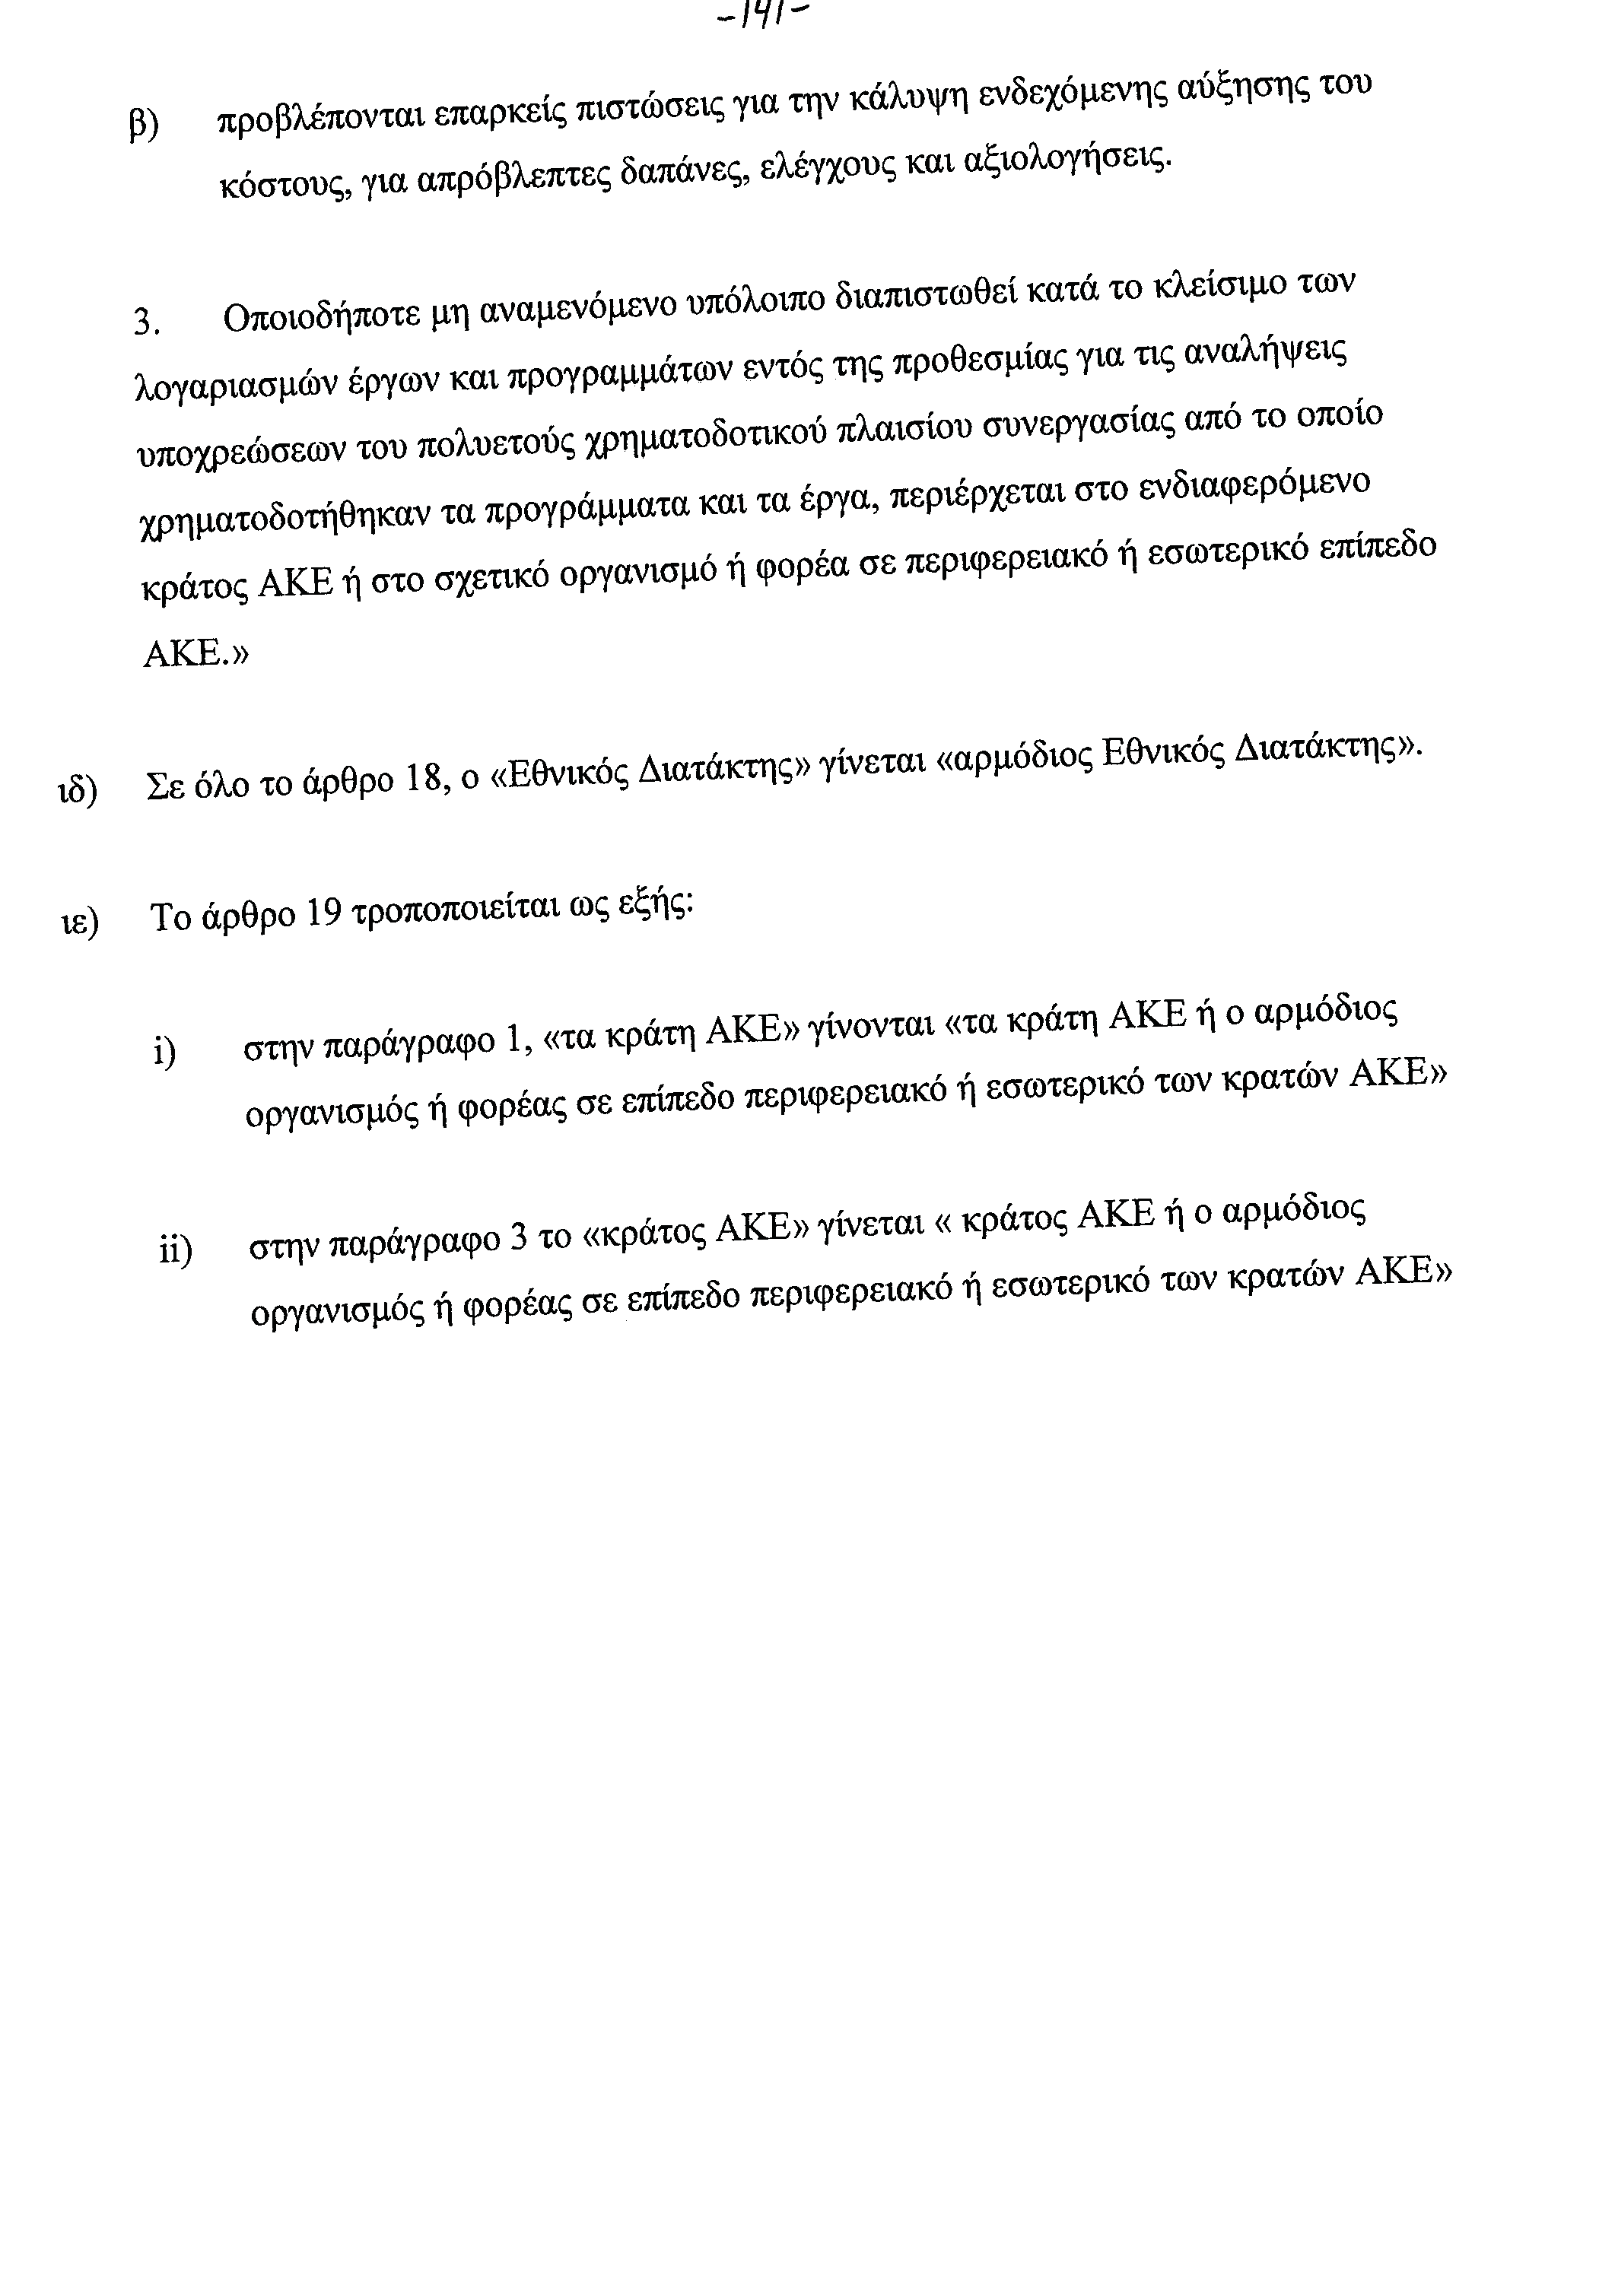 -141-
β) προβλέπονται επαρκείς πιστώσεις για την κάλυψη ενδεχόμενης αύξησης του
κόστους, για απρόβλεπτες δαπάνες, ελέγχους και αξιολογήσεις.
3. Οποιοδήποτε μη αναμενόμενο υπόλοιπο διαπιστωθεί κατά το κλείσιμο των
λογαριασμών έργων και προγραμμάτων εντός της προθεσμίας για τις αναλήψεις
υποχρεώσεων του πολυετούς χρηματοδοτικού πλαισίου συνεργασίας από το οποίο
χρηματοδοτήθηκαν τα προγράμματα και τα έργα, περιέρχεται στο ενδιαφερόμενο
κράτος ΑΚΕ ή στο σχετικό οργανισμό ή φορέα σε περιφερειακό ή εσωτερικό επίπεδο
ΑΚΕ.»
ιδ) Σε όλο το άρθρο 18, ο «Εθνικός Διατάκτης» γίνεται «αρμόδιος Εθνικός Διατάκτης».
ιε) Το άρθρο 19 τροποποιείται ως εξής:
i) στην παράγραφο 1, «τα κράτη ΑΚΕ» γίνονται «τα κράτη ΑΚΕ ή ο αρμόδιος
οργανισμός ή φορέας σε επίπεδο περιφερειακό ή εσωτερικό των κρατών ΑΚΕ»
ii) στην παράγραφο 3 το «κράτος ΑΚΕ» γίνεται « κράτος ΑΚΕ ή ο αρμόδιος
οργανισμός ή φορέας σε επίπεδο περιφερειακό ή εσωτερικό των κρατών ΑΚΕ»